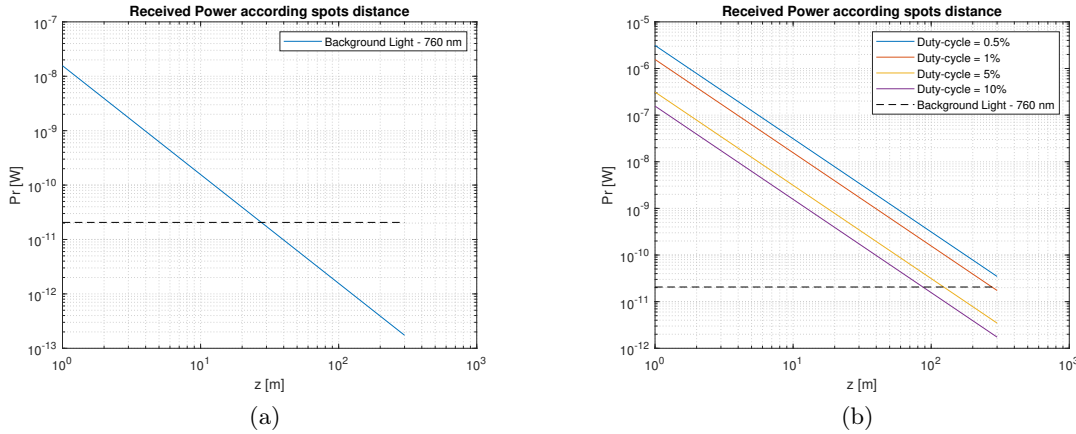 Received Power according spots distance
Background Light - 760 nm
Pr [W]
10^-7
10^-8
10^-9
10^-10
10^-11
10^-12
10^-13
10^0
10^1
10^2
10^3
z [m]
(a)
Received Power according spots distance
Duty-cycle = 0.5%
Duty-cycle = 1%
Duty-cycle = 5%
Duty-cycle = 10%
Background Light - 760 nm
Pr [W]
10^-5
10^-6
10^-7
10^-8
10^-9
10^-10
10^-11
10^-12
10^0
10^1
10^2
10^3
z [m]
(b)